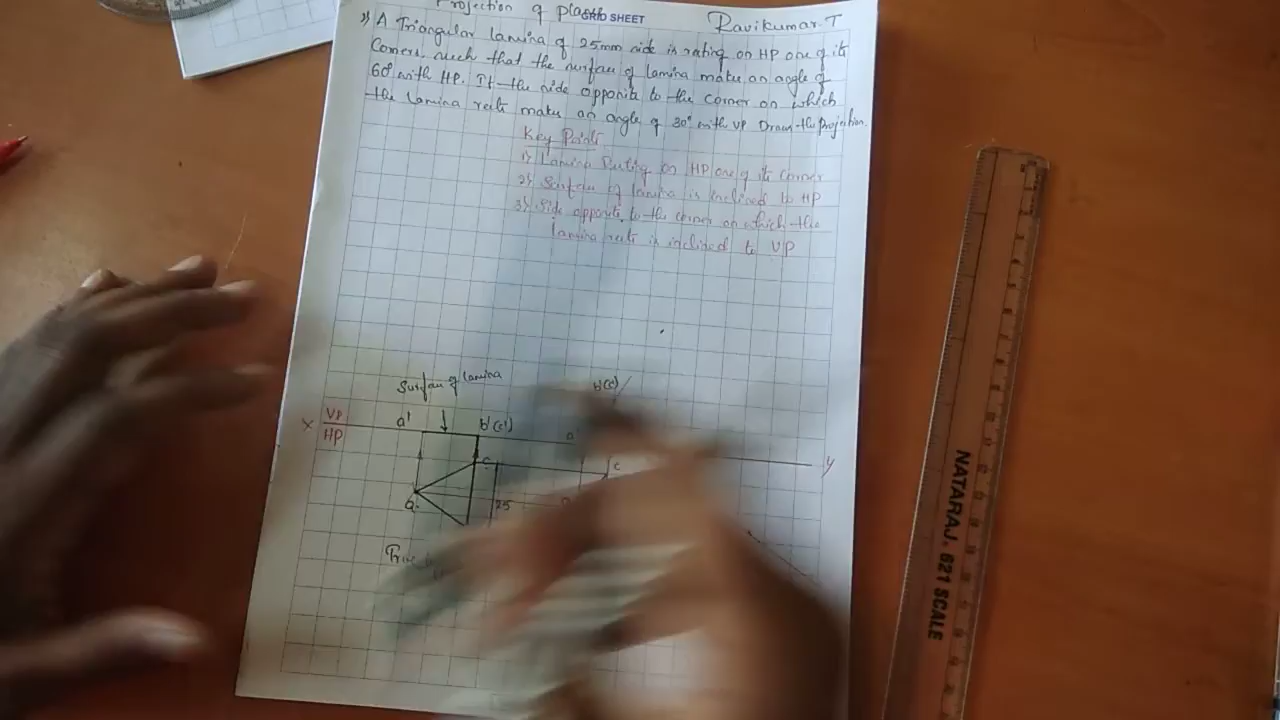 Projection of plane
GRID SHEET
Ravikumar.T
A Triangular lamina of 25mm side is resting on HP one of its
Corners, such that the surface of lamina makes an angle of
60° with HP. If the side opposite to the corner on which
the lamina rests makes an angle of 30° with VP Draw the Projection.
Key Points
1) Lamina Resting on HP one of its corner
2) Surface of lamina is inclined to HP
3) Side opposite to the corner on which the
lamina rests is inclined to VP
Surface of lamina
b'(c')
X VP
HP
a'
b'(c')
a'
y
c
c
a
25
True
NATARAJ. 621 SCALE